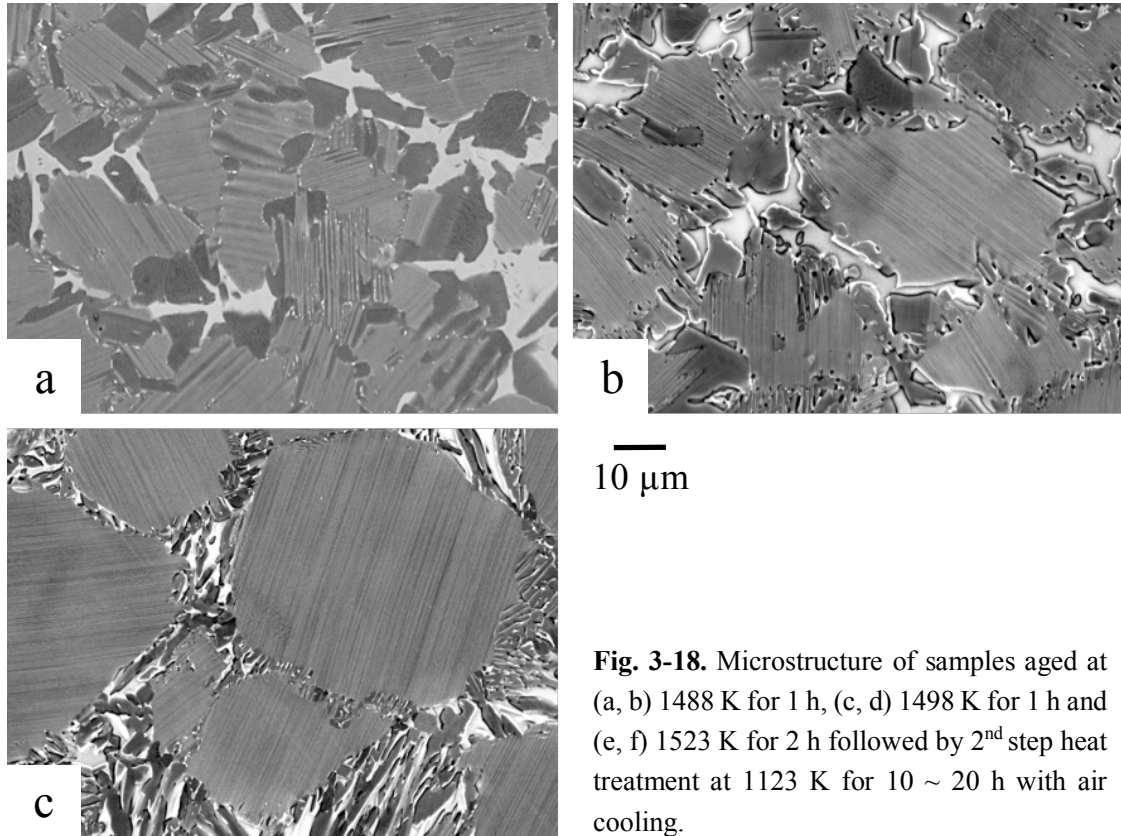 a
b
10 µm
c
Fig. 3-18. Microstructure of samples aged at
(a, b) 1488 K for 1 h, (c, d) 1498 K for 1 h and
(e, f) 1523 K for 2 h followed by 2nd step heat
treatment at 1123 K for 10 ~ 20 h with air
cooling.